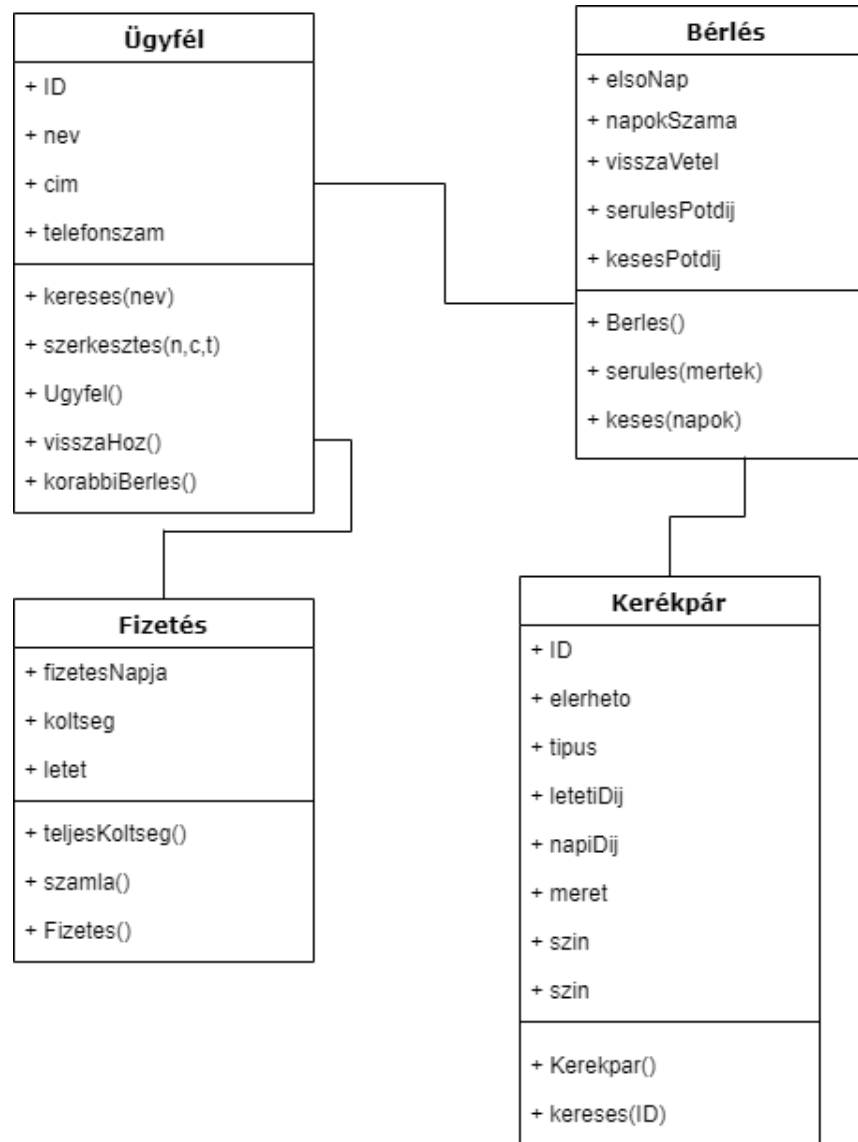 Ügyfél
+ ID
+ nev
+ cim
+ telefonszam
+ kereses(nev)
+ szerkesztes(n,c,t)
+ Ugyfel()
+ visszaHoz()
+ korabbiBerles()
Bérlés
+ elsoNap
+ napokSzama
+ visszaVetel
+ serulesPotdij
+ kesesPotdij
+ Berles()
+ serules(mertek)
+ keses(napok)
Fizetés
+ fizetesNapja
+ koltseg
+ letet
+ teljesKoltseg()
+ szamla()
+ Fizetes()
Kerékpár
+ ID
+ elerheto
+ tipus
+ letetiDij
+ napiDij
+ meret
+ szin
+ szin
+ Kerekpar()
+ kereses(ID)